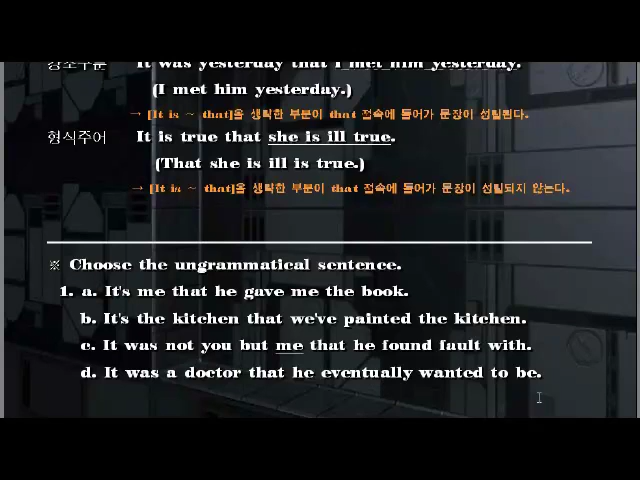 강조구문 It was yesterday that I met him yesterday.
(I met him yesterday.)
→ [It is ~ that]을 생략한 부분이 that 접속에 들어가 문장이 성립된다.
형식주어 It is true that she is ill true.
(That she is ill is true.)
→ [It is ~ that]을 생략한 부분이 that 접속에 들어가 문장이 성립되지 않는다.
※ Choose the ungrammatical sentence.
1. a. It's me that he gave me the book.
b. It's the kitchen that we've painted the kitchen.
c. It was not you but me that he found fault with.
d. It was a doctor that he eventually wanted to be.